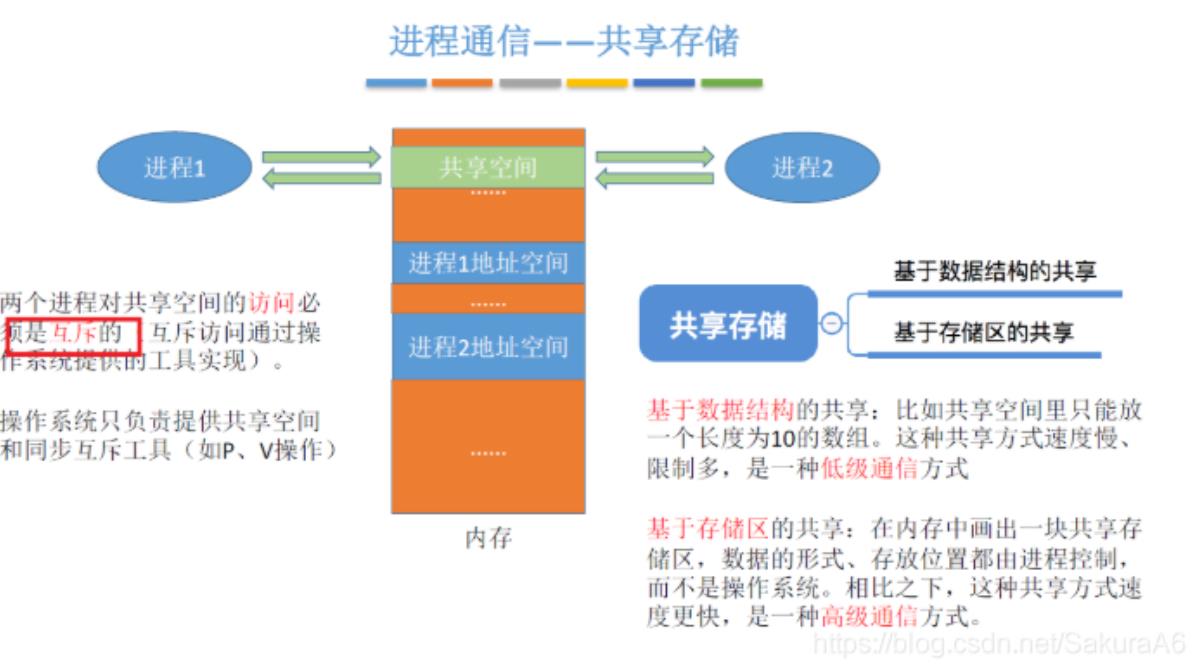 进程通信——共享存储
进程1
共享空间
进程2
......
进程1地址空间
......
进程2地址空间
......
内存
两个进程对共享空间的访问必
须是互斥的 互斥访问通过操
作系统提供的工具实现）。
操作系统只负责提供共享空间
和同步互斥工具（如P、V操作）
共享存储
基于数据结构的共享
基于存储区的共享
基于数据结构的共享：比如共享空间里只能放
一个长度为10的数组。这种共享方式速度慢、
限制多，是一种低级通信方式
基于存储区的共享：在内存中画出一块共享存
储区，数据的形式、存放位置都由进程控制，
而不是操作系统。相比之下，这种共享方式速
度更快，是一种高级通信方式。
https://blog.csdn.net/SakuraA6